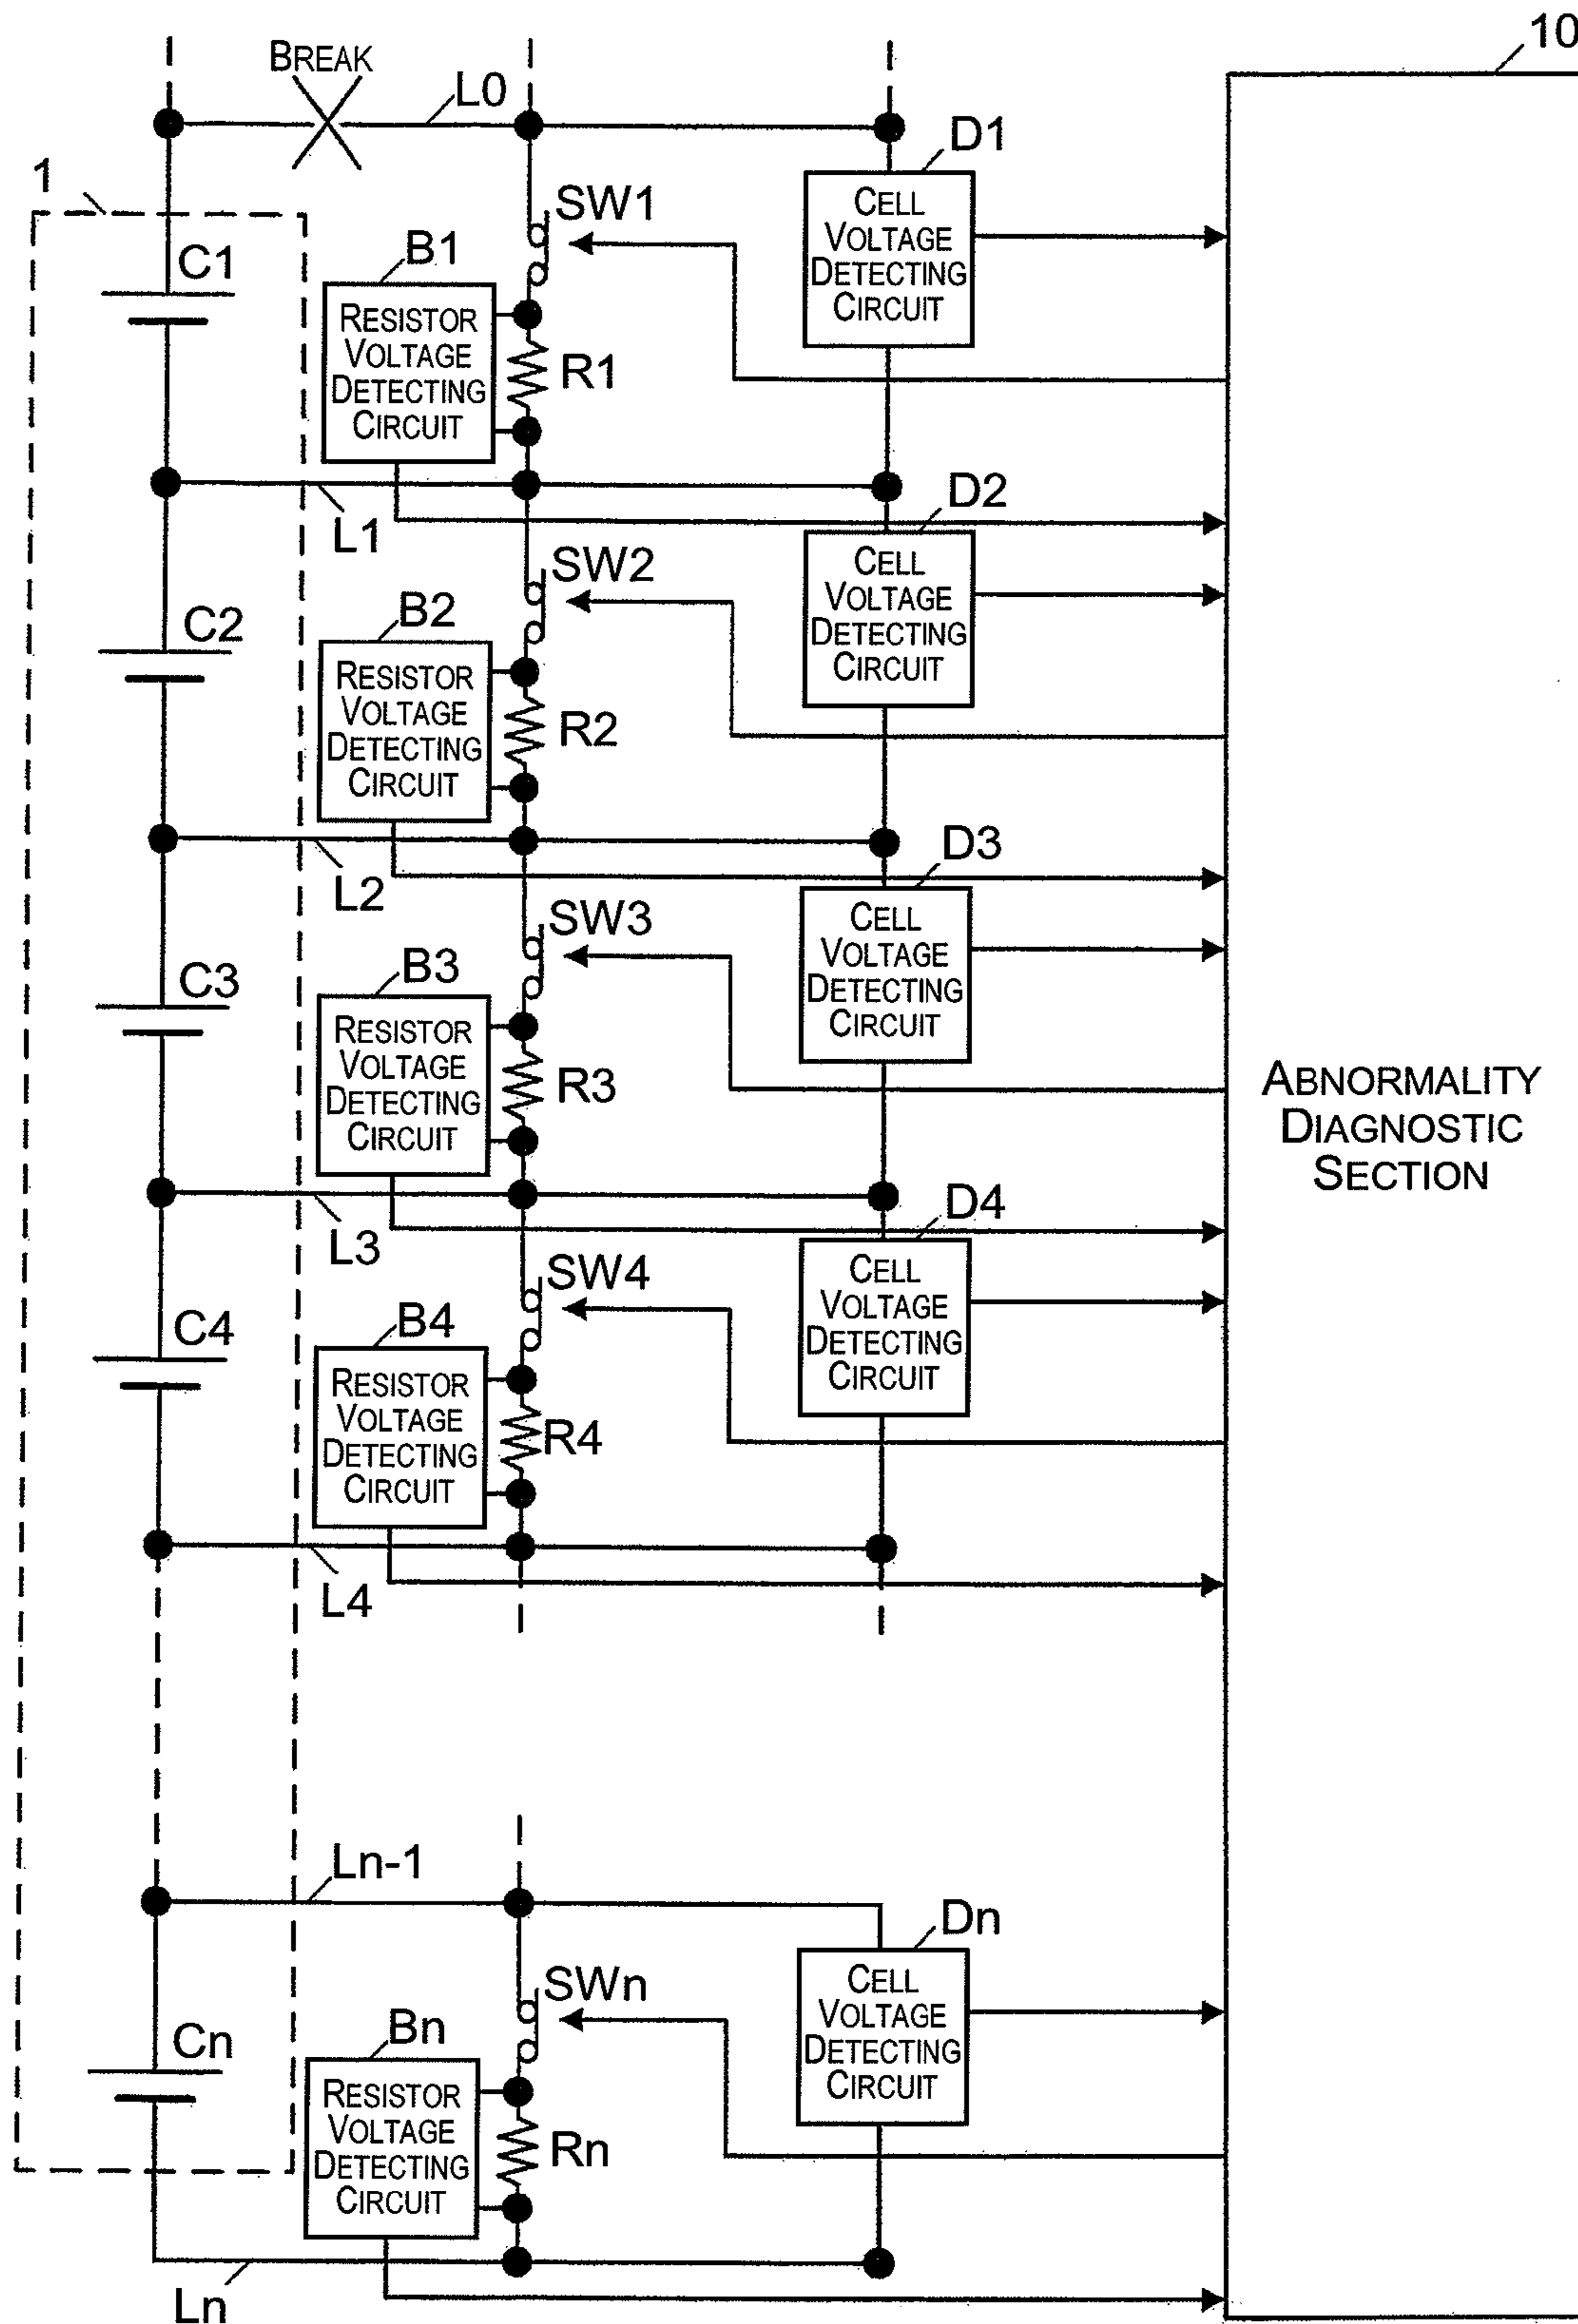 10
BREAK
L0
D1
1
SW1
CELL
VOLTAGE
DETECTING
CIRCUIT
C1
B1
RESISTOR
VOLTAGE
DETECTING
CIRCUIT
R1
L1
D2
SW2
CELL
VOLTAGE
DETECTING
CIRCUIT
C2
B2
RESISTOR
VOLTAGE
DETECTING
CIRCUIT
R2
L2
D3
SW3
CELL
VOLTAGE
DETECTING
CIRCUIT
C3
B3
RESISTOR
VOLTAGE
DETECTING
CIRCUIT
R3
ABNORMALITY
DIAGNOSTIC
SECTION
L3
D4
SW4
CELL
VOLTAGE
DETECTING
CIRCUIT
C4
B4
RESISTOR
VOLTAGE
DETECTING
CIRCUIT
R4
L4
Ln-1
Dn
SWn
CELL
VOLTAGE
DETECTING
CIRCUIT
Cn
Bn
RESISTOR
VOLTAGE
DETECTING
CIRCUIT
Rn
Ln